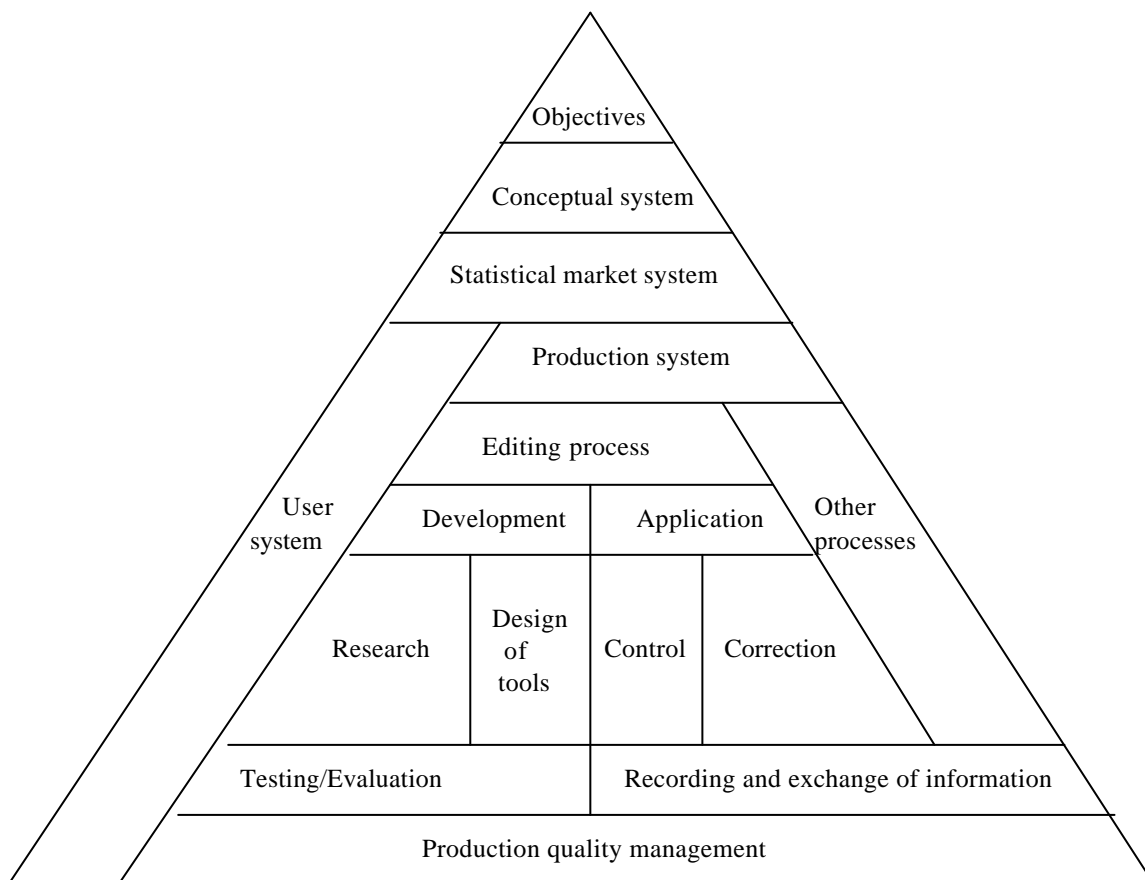 Objectives
Conceptual system
Statistical market system
Production system
Editing process
User
system
Other
processes
Development
Application
Research
Design
of
tools
Control
Correction
Testing/Evaluation
Recording and exchange of information
Production quality management